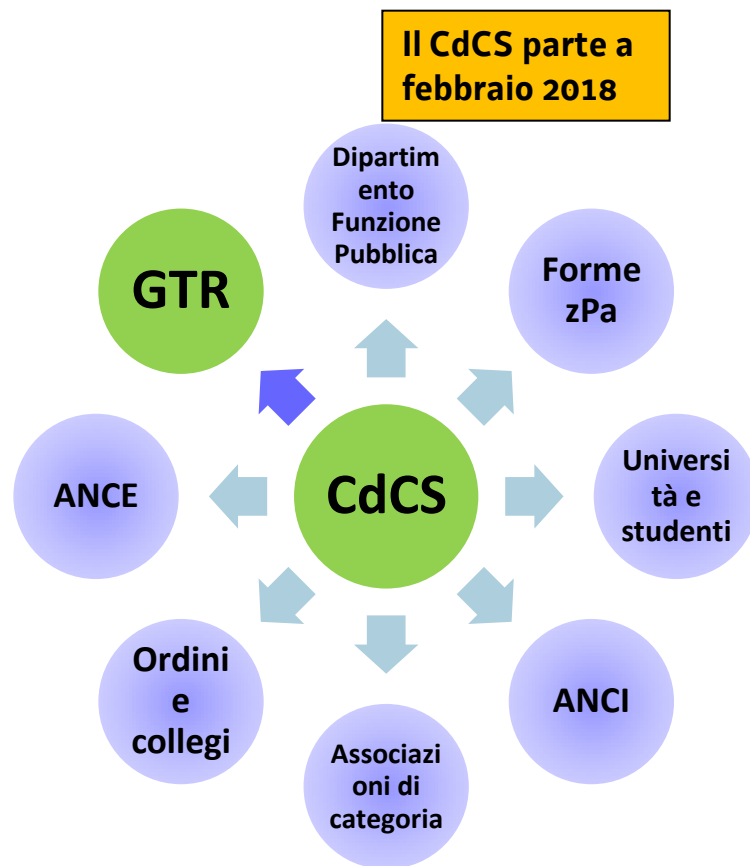 Il CdCS parte a
febbraio 2018
Dipartim
ento
Funzione
Pubblica
Forme
zPa
Universi
tà e
studenti
ANCI
Associazi
oni di
categoria
Ordini
e
collegi
ANCE
GTR
CdCS